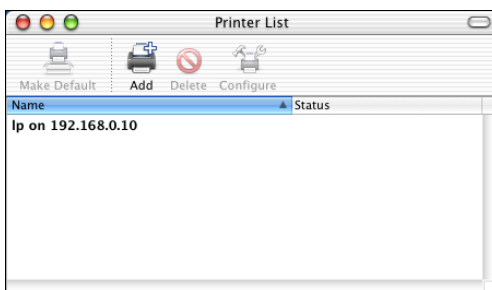 Printer List
Make Default Add Delete Configure
Name Status
lp on 192.168.0.10